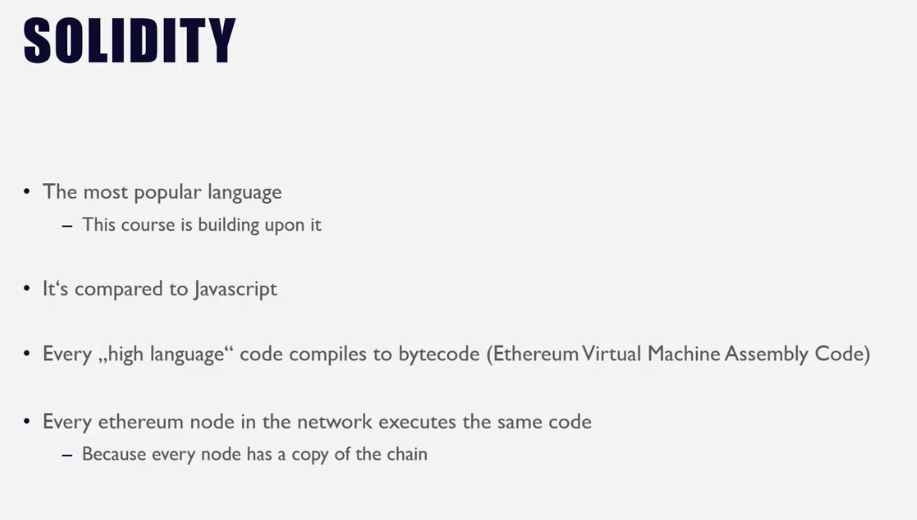 SOLIDITY
• The most popular language
– This course is building upon it
• It‘s compared to Javascript
• Every „high language“ code compiles to bytecode (Ethereum Virtual Machine Assembly Code)
• Every ethereum node in the network executes the same code
– Because every node has a copy of the chain